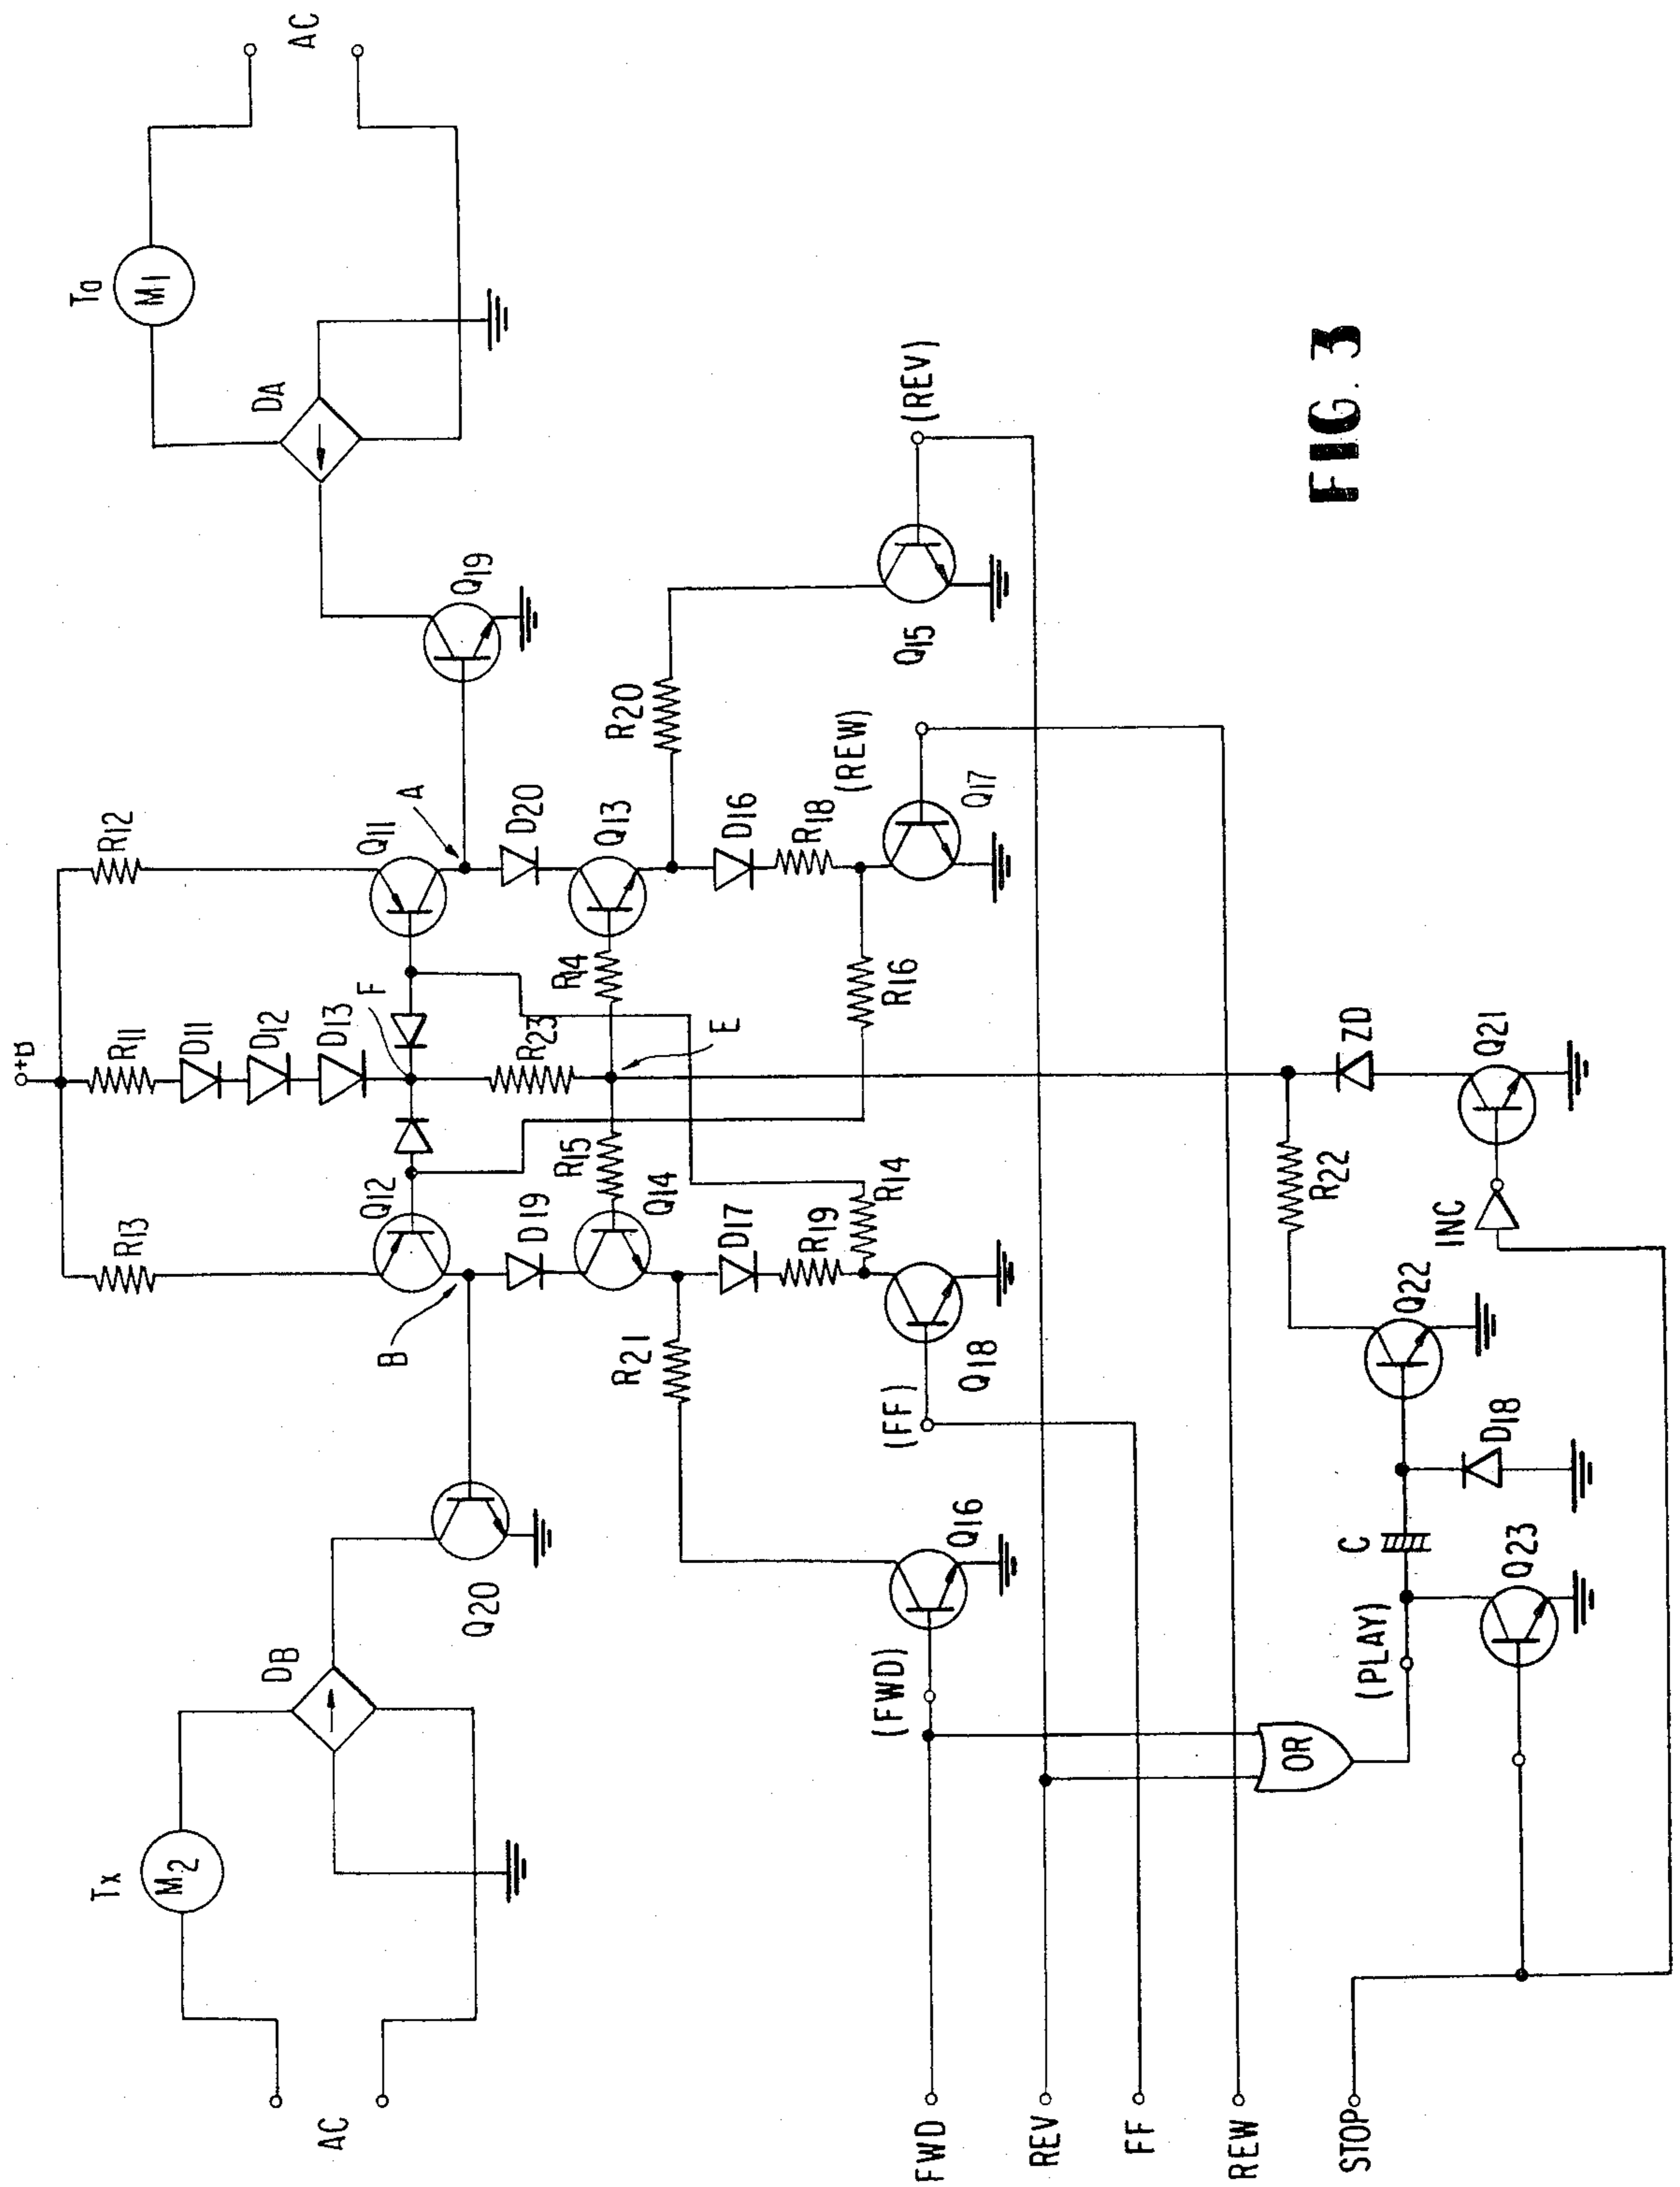 +B
R13
R11
R12
D11
D12
D13
Tx
M2
AC
DB
Q20
Q12
F
Q11
A
Q19
DA
Ta
M1
AC
B
D19
R23
D20
R15
R14
Q14
Q13
E
R21
D17
D16
R20
R19
R14
R16
R18
(FWD)
Q16
(FF)
Q18
(REW)
Q17
Q15
(REV)
FWD
REV
FF
REW
STOP
OR
(PLAY)
C
Q23
D18
Q22
R22
INC
ZD
Q21
FIG. 3